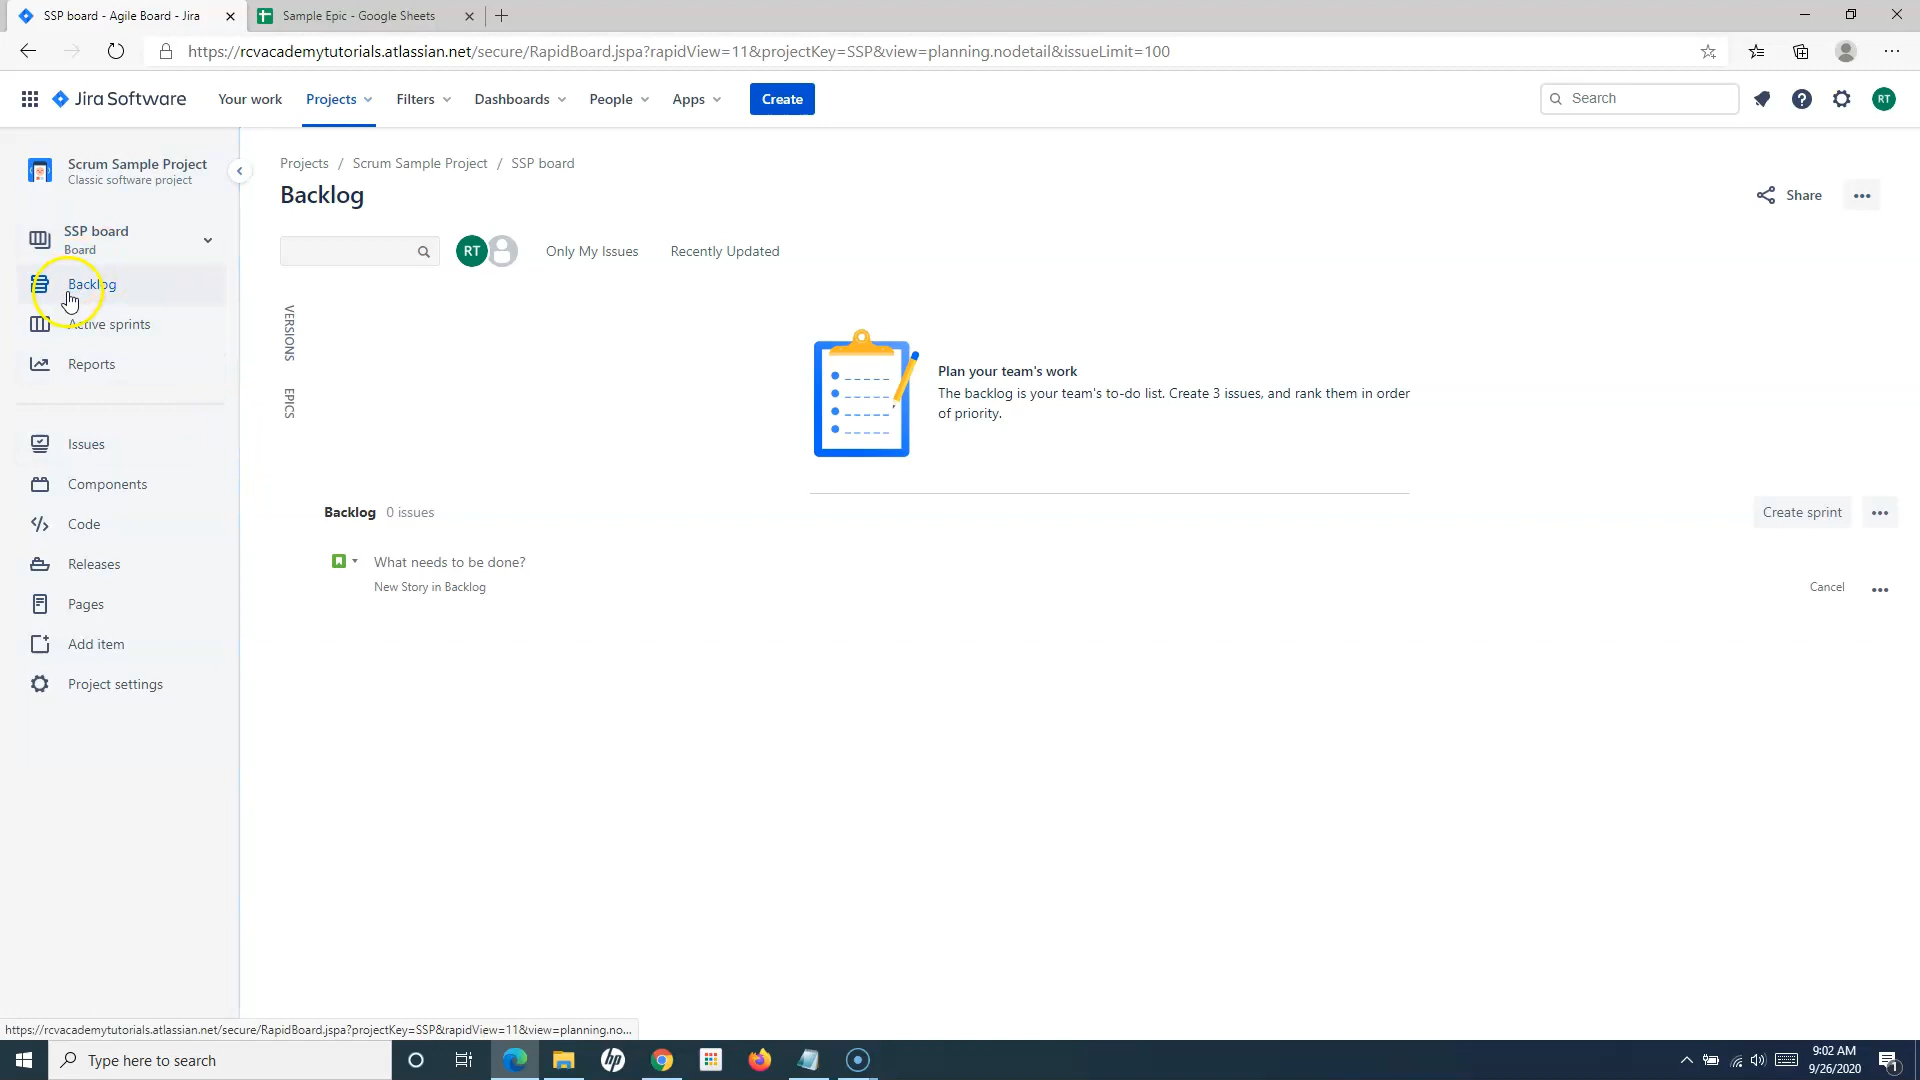 SSP board - Agile Board - Jira
Sample Epic - Google Sheets
https://rcvacademytutorials.atlassian.net/secure/RapidBoard.jspa?rapidView=11&projectKey=SSP&view=planning.nodetail&issueLimit=100
Jira Software
Your work
Projects
Filters
Dashboards
People
Apps
Create
Search
RT
Scrum Sample Project
Classic software project
SSP board
Board
Backlog
Active sprints
Reports
Issues
Components
Code
Releases
Pages
Add item
Project settings
Projects / Scrum Sample Project / SSP board
Backlog
Share
RT
Only My Issues
Recently Updated
VERSIONS
EPICS
Plan your team's work
The backlog is your team's to-do list. Create 3 issues, and rank them in order
of priority.
Backlog 0 issues
Create sprint
What needs to be done?
New Story in Backlog
Cancel
https://rcvacademytutorials.atlassian.net/secure/RapidBoard.jspa?projectKey=SSP&rapidView=11&view=planning.no...
Type here to search
hp
9:02 AM
9/26/2020
1